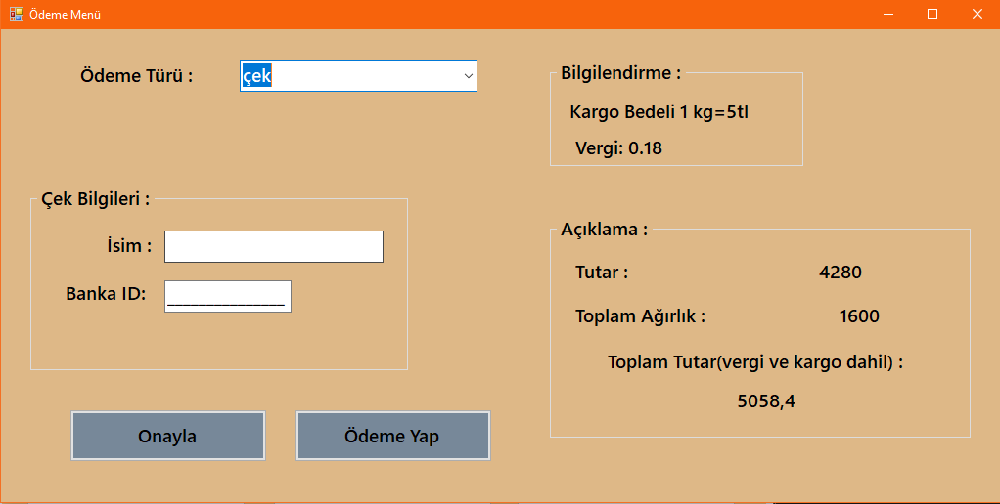 Ödeme Menü
Ödeme Türü :
çek
Çek Bilgileri :
İsim :
Banka ID:
_______________
Onayla
Ödeme Yap
Bilgilendirme :
Kargo Bedeli 1 kg=5tl
Vergi: 0.18
Açıklama :
Tutar : 4280
Toplam Ağırlık : 1600
Toplam Tutar(vergi ve kargo dahil) :
5058,4